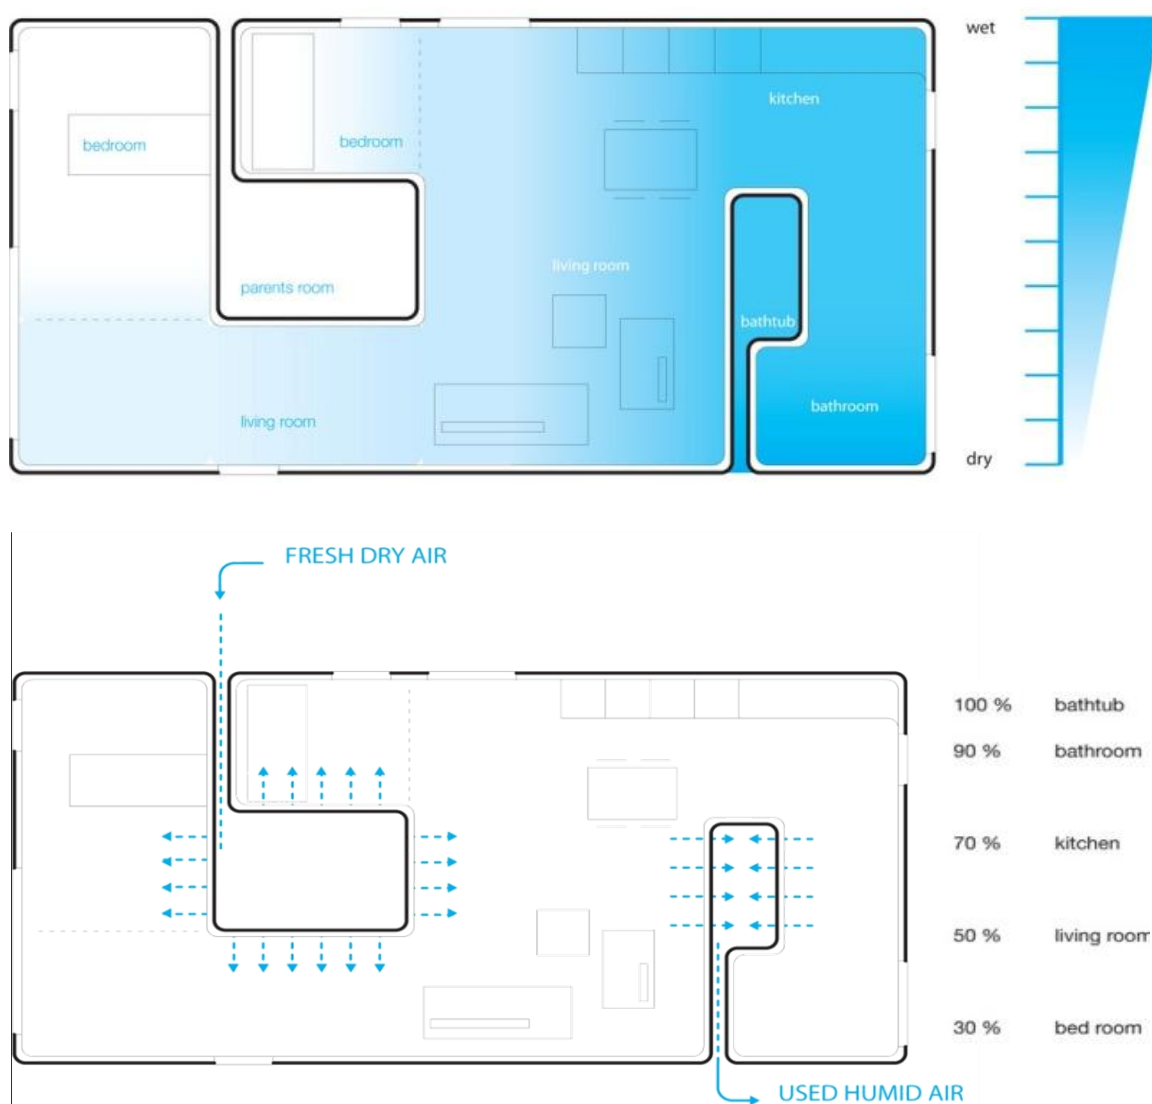 wet
kitchen
bedroom
bedroom
living room
parents room
bathtub
bathroom
living room
dry
FRESH DRY AIR
100 % bathtub
90 % bathroom
70 % kitchen
50 % living room
30 % bed room
USED HUMID AIR